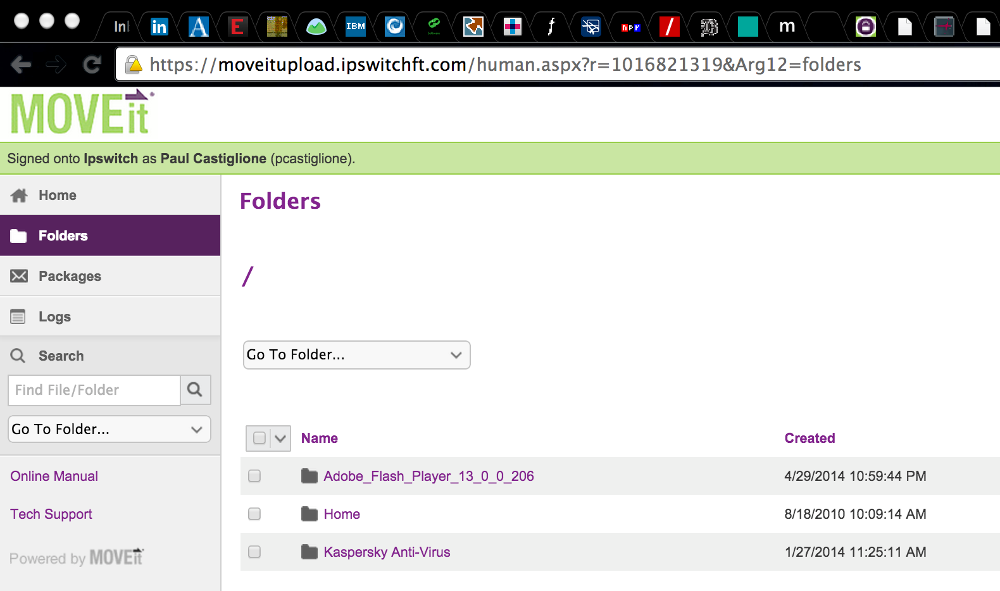 Inl
in
A
E
IBM
f
npr
/
m
https://moveitupload.ipswitchft.com/human.aspx?r=1016821319&Arg12=folders
MOVEit
Signed onto Ipswitch as Paul Castiglione (pcastiglione).
Home
Folders
Packages
Logs
Search
Find File/Folder
Go To Folder...
Online Manual
Tech Support
Powered by MOVEit
Folders
/
Go To Folder...
Name Created
Adobe_Flash_Player_13_0_0_206 4/29/2014 10:59:44 PM
Home 8/18/2010 10:09:14 AM
Kaspersky Anti-Virus 1/27/2014 11:25:11 AM